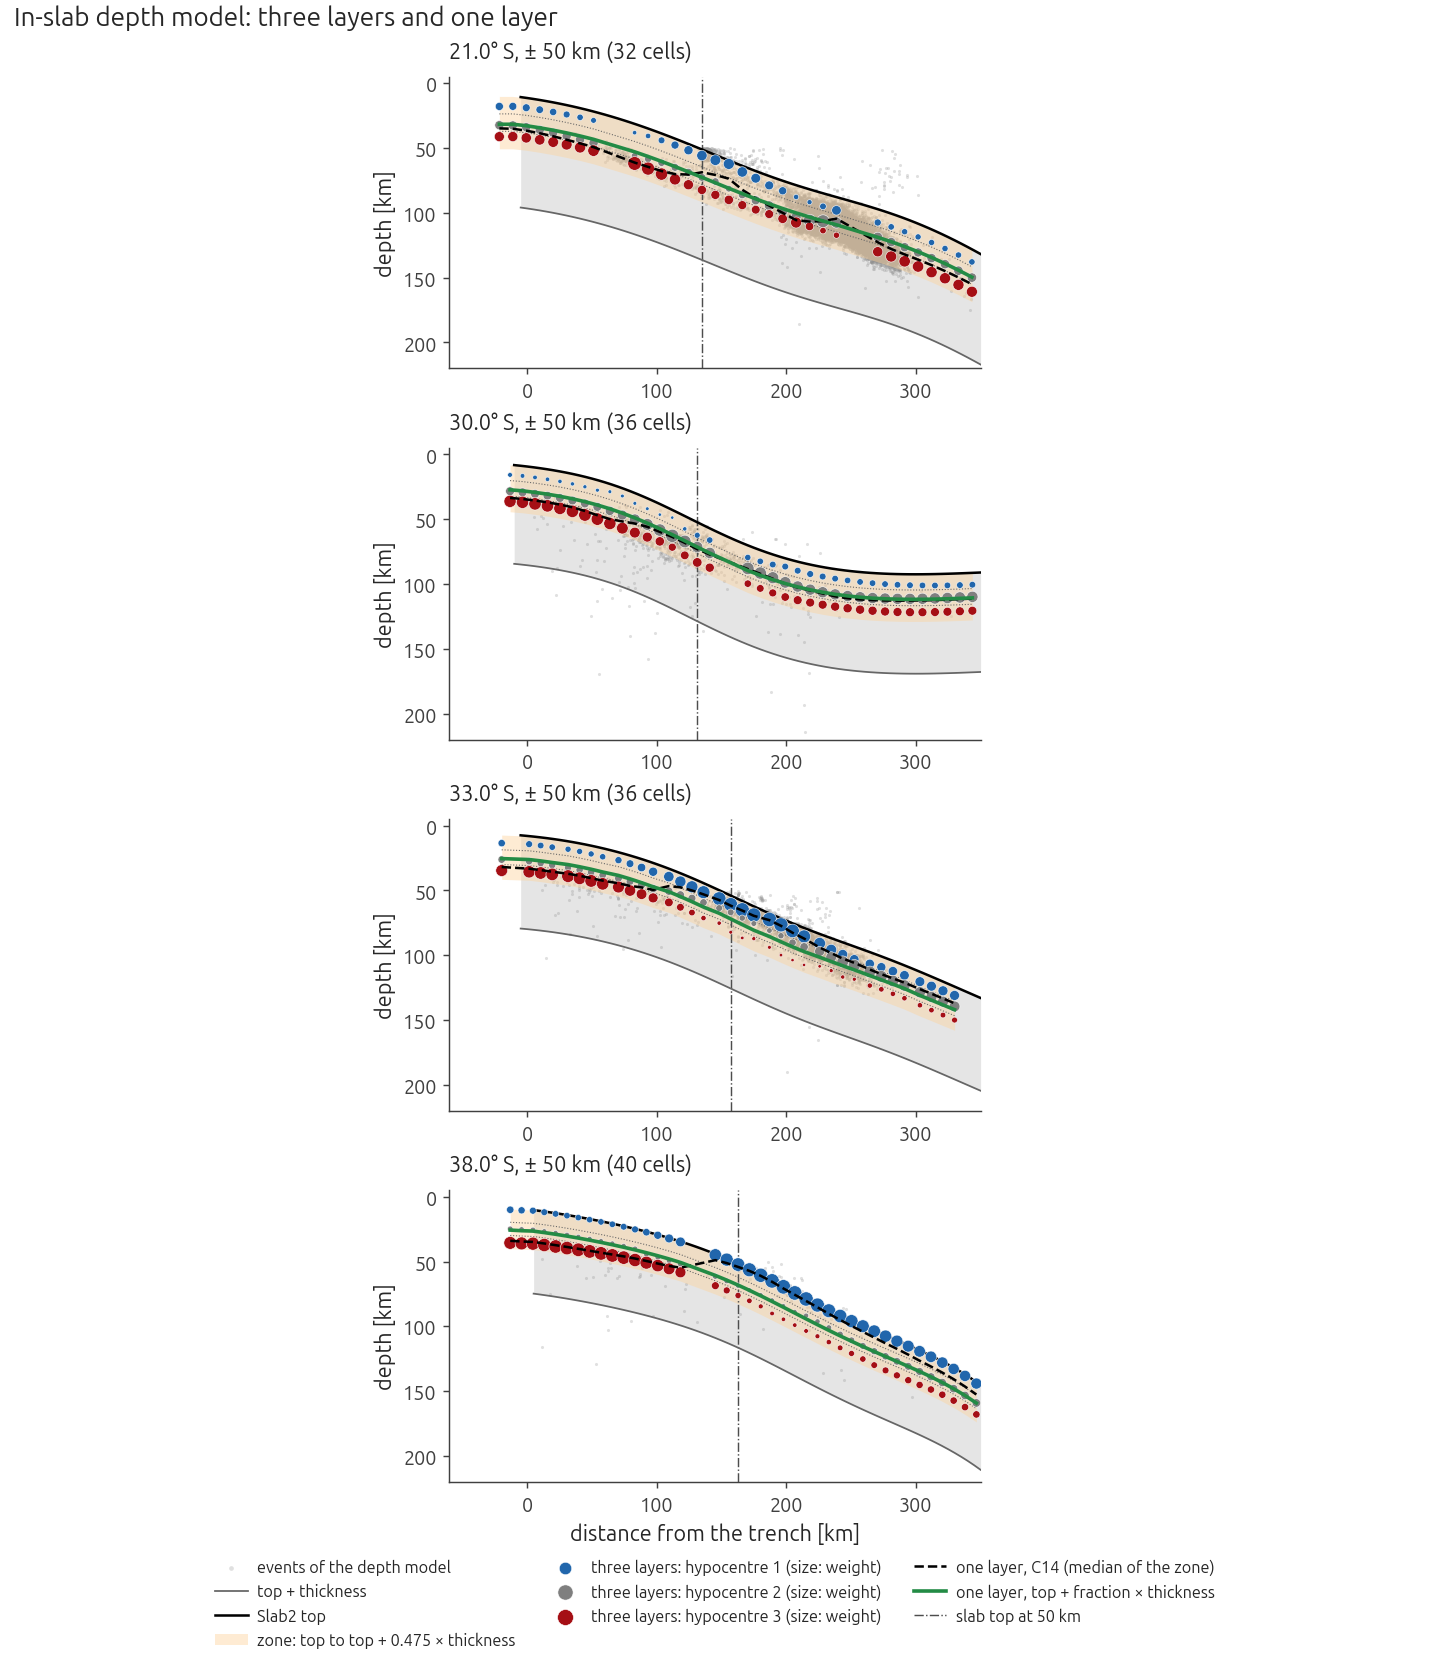 In-slab depth model: three layers and one layer
21.0° S, ± 50 km (32 cells)
0
50
100
150
200
depth [km]
0 100 200 300
30.0° S, ± 50 km (36 cells)
0
50
100
150
200
depth [km]
0 100 200 300
33.0° S, ± 50 km (36 cells)
0
50
100
150
200
depth [km]
0 100 200 300
38.0° S, ± 50 km (40 cells)
0
50
100
150
200
depth [km]
0 100 200 300
distance from the trench [km]
events of the depth model
top + thickness
Slab2 top
zone: top to top + 0.475 × thickness
three layers: hypocentre 1 (size: weight)
three layers: hypocentre 2 (size: weight)
three layers: hypocentre 3 (size: weight)
one layer, C14 (median of the zone)
one layer, top + fraction × thickness
slab top at 50 km